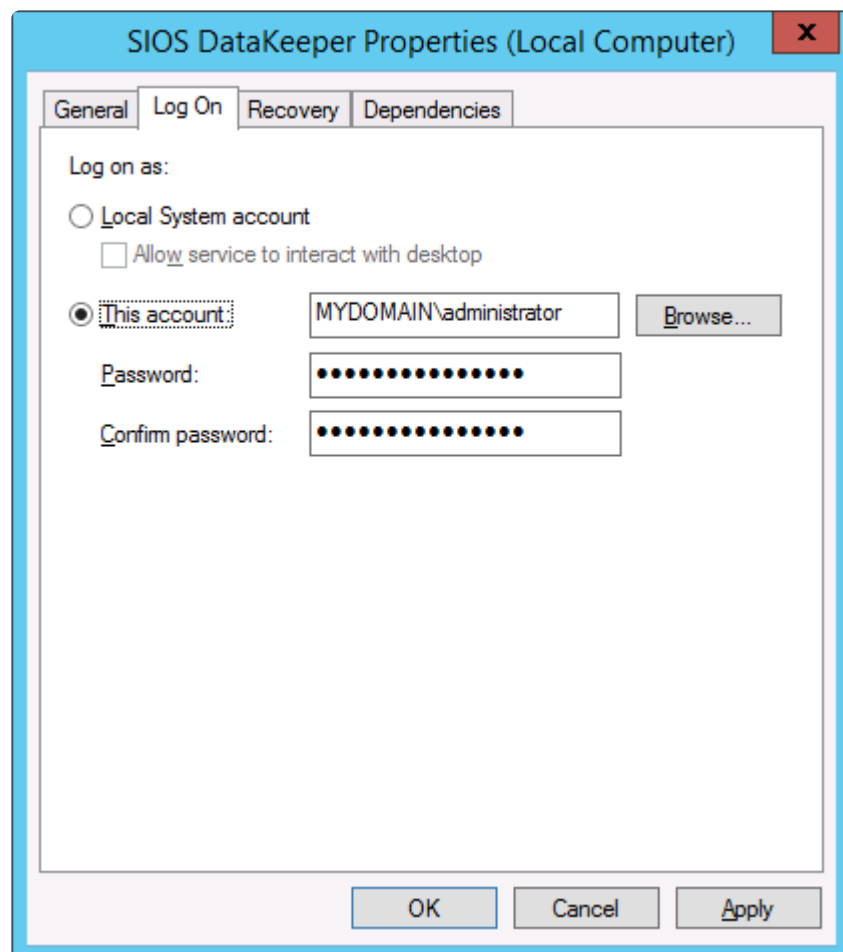 SIOS DataKeeper Properties (Local Computer)
x
General Log On Recovery Dependencies
Log on as:
Local System account
Allow service to interact with desktop
This account: MYDOMAIN\administrator Browse...
Password: •••••••••••••••
Confirm password: •••••••••••••••
OK Cancel Apply